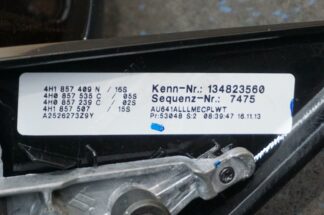 4H1 857 409 N / 16S
4H0 857 535 C / 05S
4H0 857 239 C / 02S
4H1 857 507 / 15S
A2526273Z9Y
Kenn-Nr.: 134823560
Sequenz-Nr.: 7475
AU641ALLLMECPLWT
Pr:53048 S:2 08:39:47 16.11.13